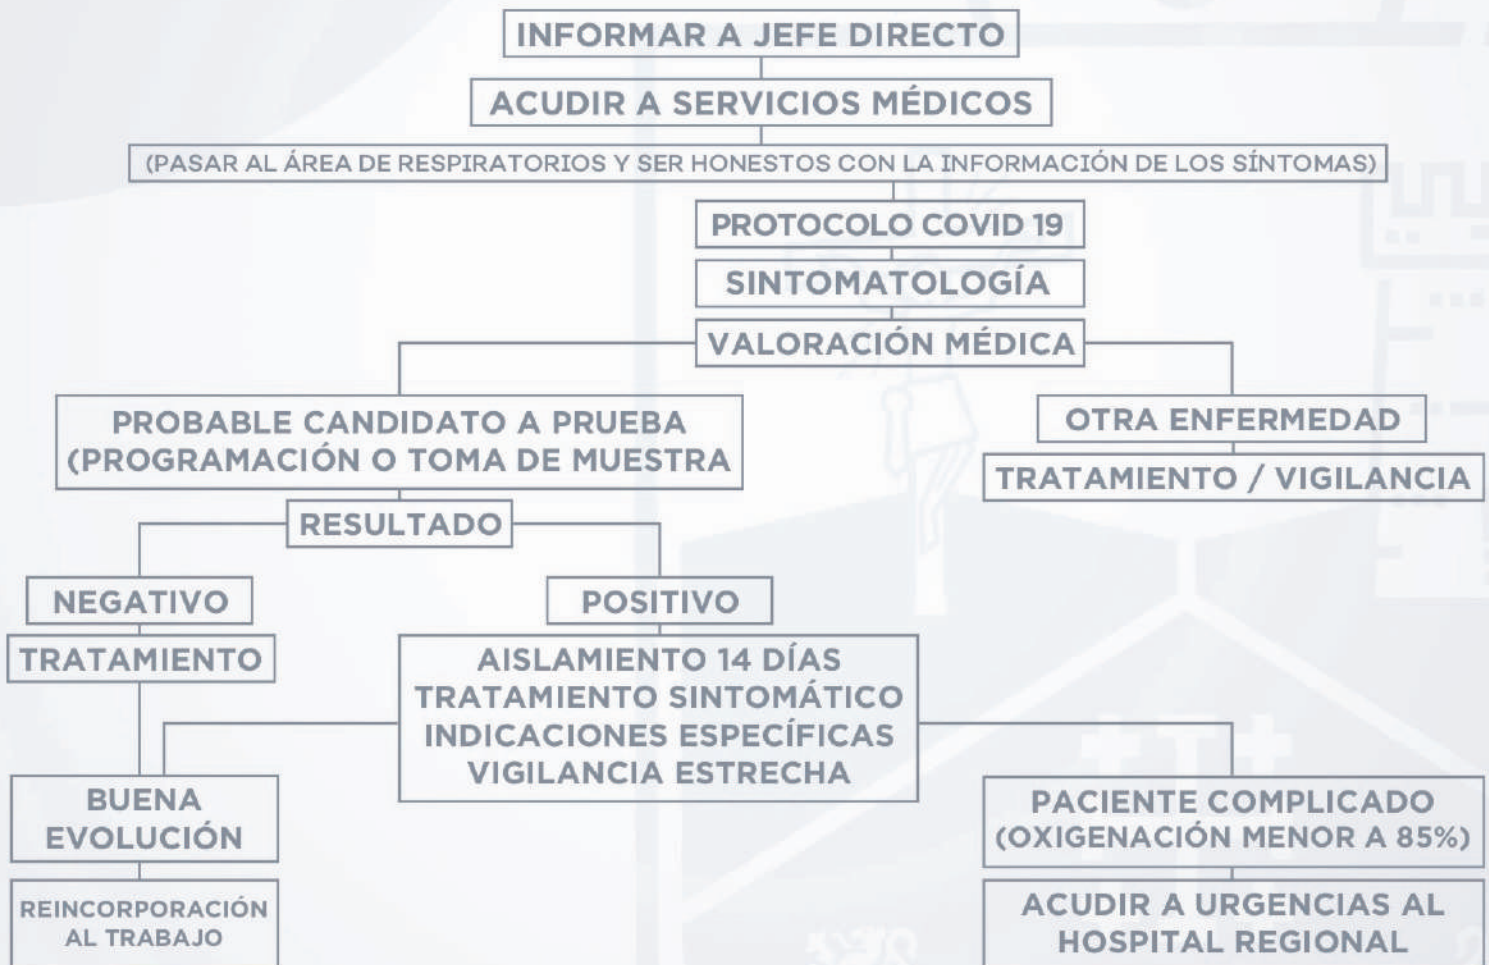 INFORMAR A JEFE DIRECTO
ACUDIR A SERVICIOS MÉDICOS
(PASAR AL ÁREA DE RESPIRATORIOS Y SER HONESTOS CON LA INFORMACIÓN DE LOS SÍNTOMAS)
PROTOCOLO COVID 19
SINTOMATOLOGÍA
VALORACIÓN MÉDICA
PROBABLE CANDIDATO A PRUEBA
(PROGRAMACIÓN O TOMA DE MUESTRA
OTRA ENFERMEDAD
TRATAMIENTO / VIGILANCIA
RESULTADO
NEGATIVO
TRATAMIENTO
POSITIVO
AISLAMIENTO 14 DÍAS
TRATAMIENTO SINTOMÁTICO
INDICACIONES ESPECÍFICAS
VIGILANCIA ESTRECHA
BUENA
EVOLUCIÓN
REINCORPORACIÓN
AL TRABAJO
PACIENTE COMPLICADO
(OXIGENACIÓN MENOR A 85%)
ACUDIR A URGENCIAS AL
HOSPITAL REGIONAL